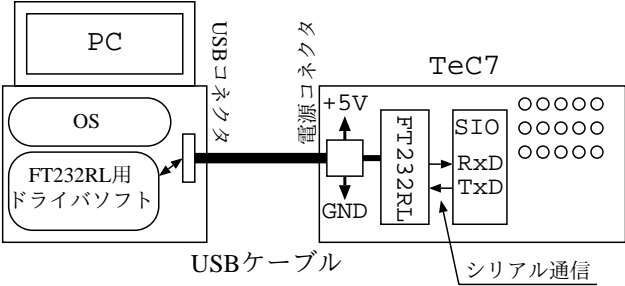 PC
TeC7
USBコネクタ
電源コネクタ
+5V
OS
FT232RL
SIO
RxD
TxD
FT232RL用
ドライバソフト
GND
USBケーブル
シリアル通信